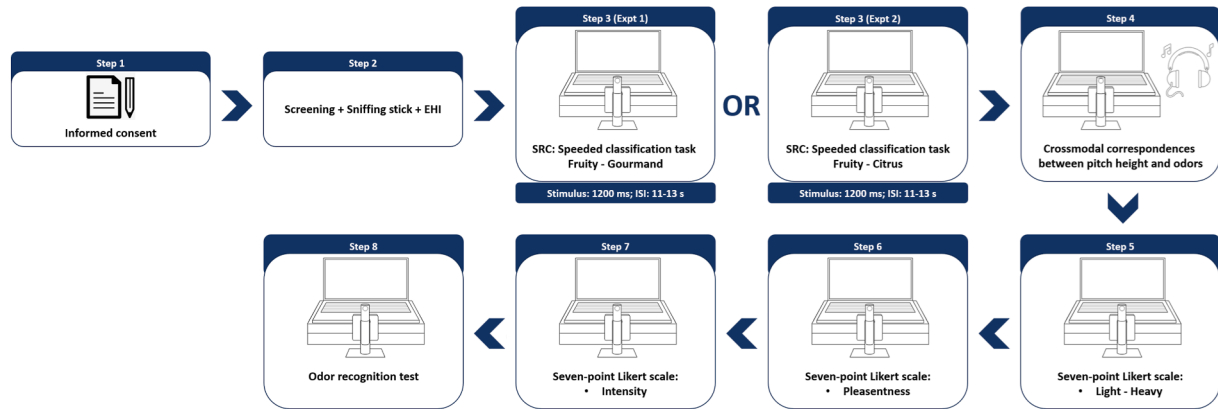 Step 1
Informed consent
Step 2
Screening + Sniffing stick + EHI
Step 3 (Expt 1)
SRC: Speeded classification task
Fruity - Gourmand
Stimulus: 1200 ms; ISI: 11-13 s
OR
Step 3 (Expt 2)
SRC: Speeded classification task
Fruity - Citrus
Stimulus: 1200 ms; ISI: 11-13 s
Step 4
Crossmodal correspondences
between pitch height and odors
Step 5
Seven-point Likert scale:
• Light - Heavy
Step 6
Seven-point Likert scale:
• Pleasentness
Step 7
Seven-point Likert scale:
• Intensity
Step 8
Odor recognition test